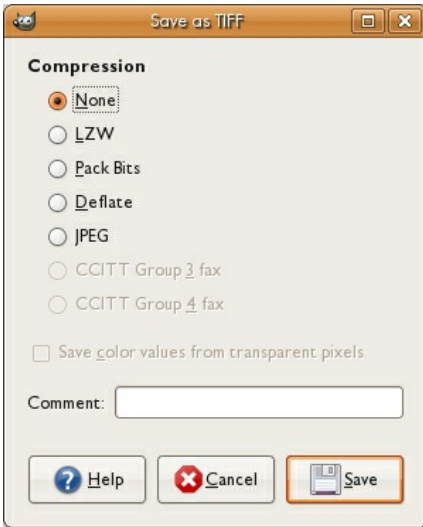 Save as TIFF
Compression
None
LZW
Pack Bits
Deflate
JPEG
CCITT Group 3 fax
CCITT Group 4 fax
Save color values from transparent pixels
Comment:
Help Cancel Save